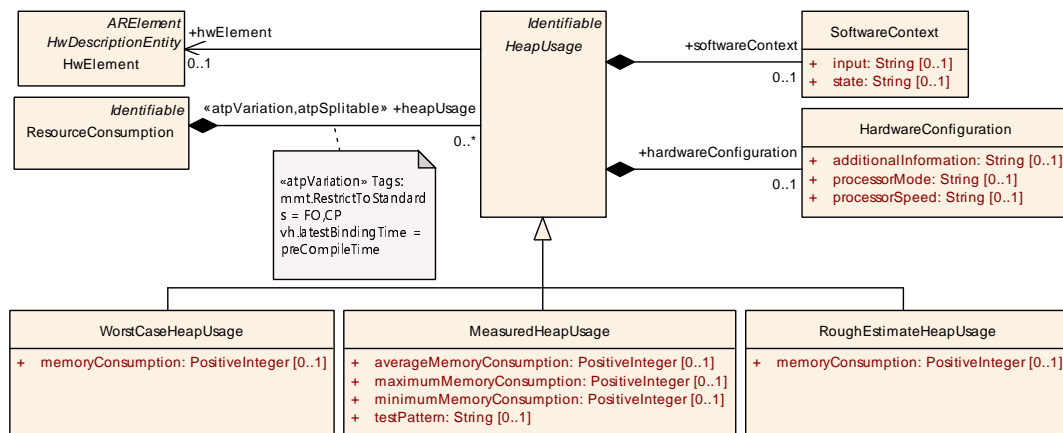 ARElement
HwDescriptionEntity
HwElement
+hwElement
0..1
Identifiable
HeapUsage
+softwareContext
0..1
SoftwareContext
+ input: String [0..1]
+ state: String [0..1]
Identifiable
ResourceConsumption
«atpVariation,atpSplitable» +heapUsage
0..*
HardwareConfiguration
+ additionalInformation: String [0..1]
+ processorMode: String [0..1]
+ processorSpeed: String [0..1]
+hardwareConfiguration
0..1
«atpVariation» Tags:
mmt.RestrictToStandard
s = FO,CP
vh.latestBindingTime =
preCompileTime
WorstCaseHeapUsage
+ memoryConsumption: PositiveInteger [0..1]
MeasuredHeapUsage
+ averageMemoryConsumption: PositiveInteger [0..1]
+ maximumMemoryConsumption: PositiveInteger [0..1]
+ minimumMemoryConsumption: PositiveInteger [0..1]
+ testPattern: String [0..1]
RoughEstimateHeapUsage
+ memoryConsumption: PositiveInteger [0..1]